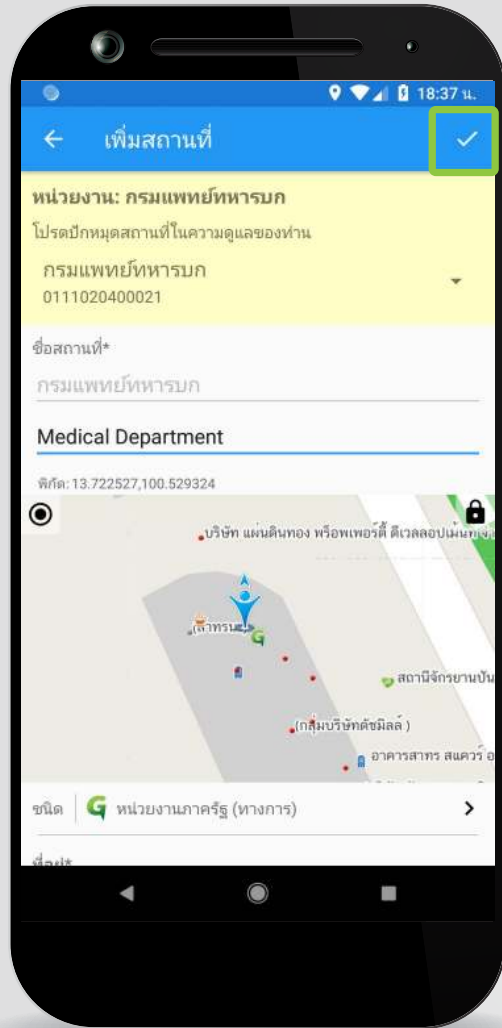 18:37 น.
เพิ่มสถานที่
หน่วยงาน: กรมแพทย์ทหารบก
โปรดปักหมุดสถานที่ในความดูแลของท่าน
กรมแพทย์ทหารบก
0111020400021
ชื่อสถานที่*
กรมแพทย์ทหารบก
Medical Department
พิกัด: 13.722527,100.529324
บริษัท แผ่นดินทอง พร็อพเพอร์ตี้ ดีเวลลอปเม้นท์
สถานีจักรยานปัน
(กลุ่มบริษัทดัชมิลล์ )
อาคารสาทร สแควร์ อ
ชนิด
G หน่วยงานภาครัฐ (ทางการ)
ที่อยู่*